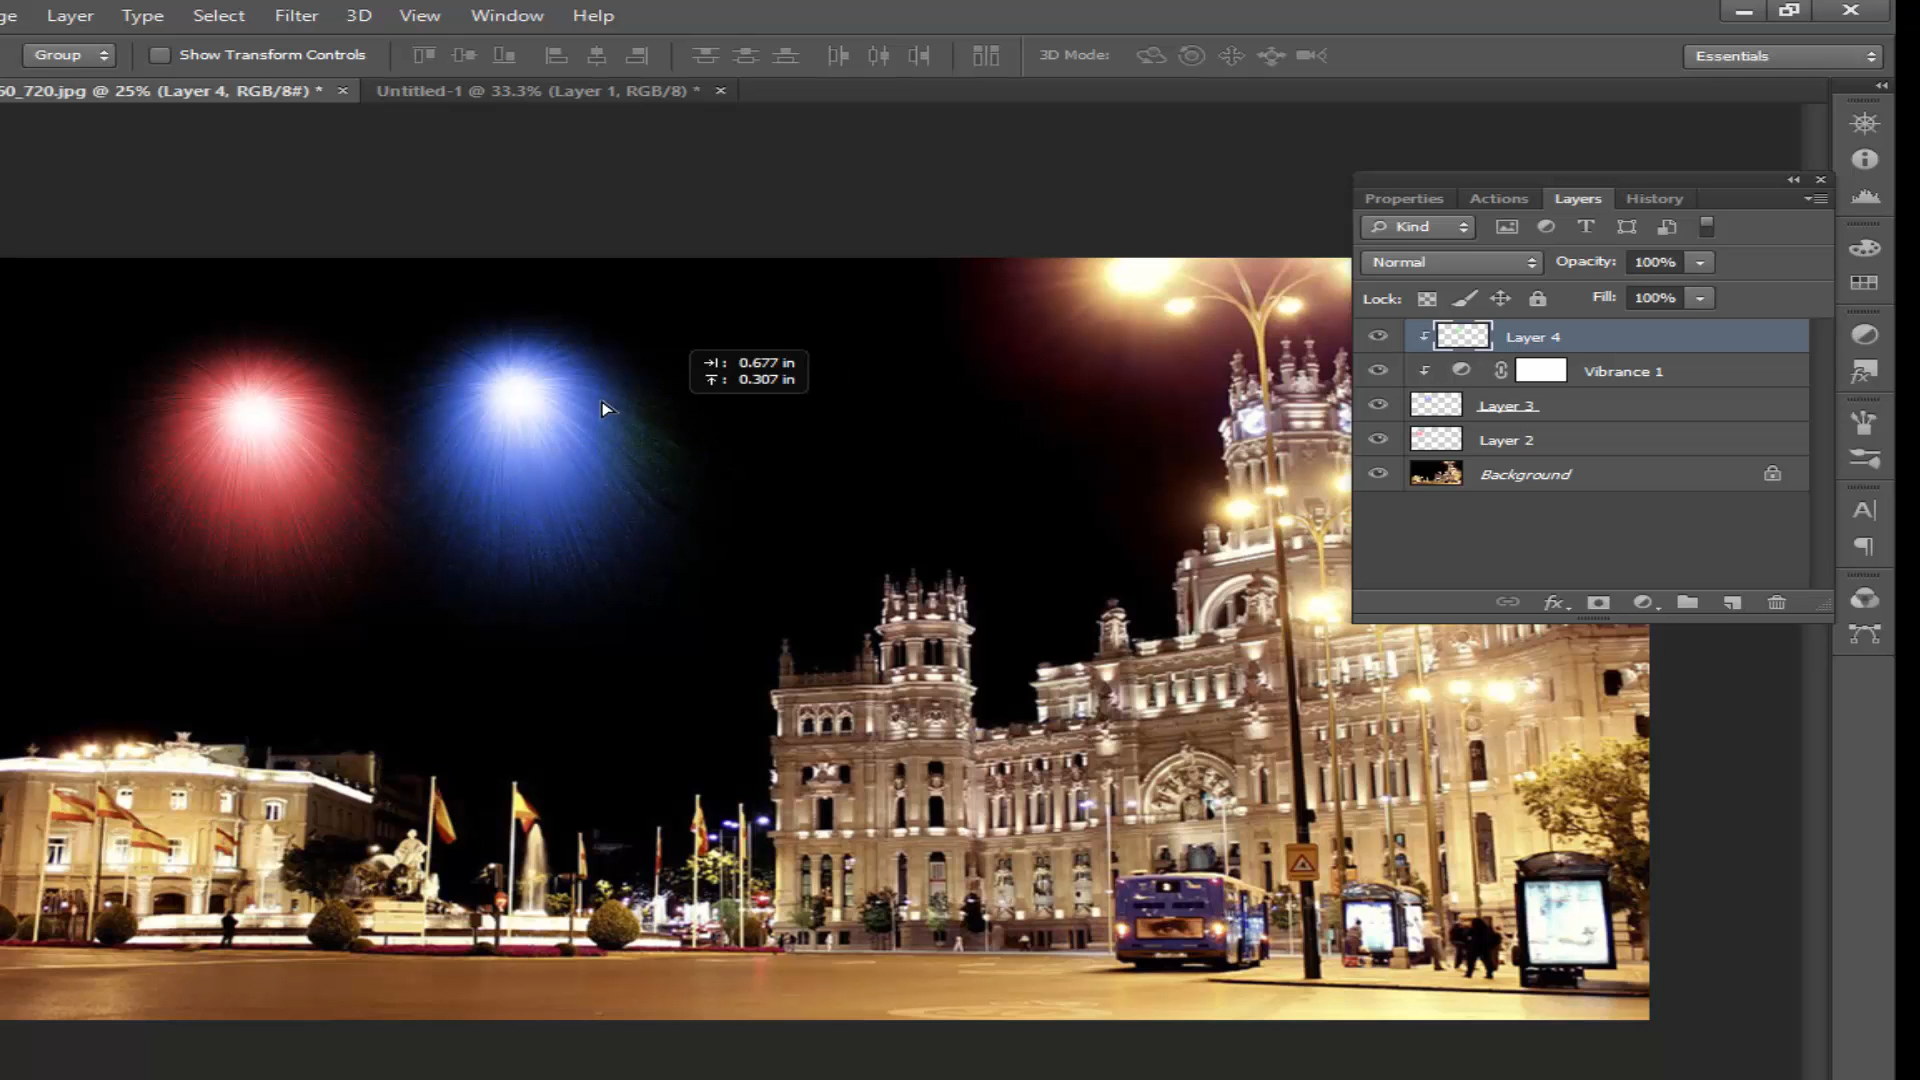 ge Layer Type Select Filter 3D View Window Help
Group Show Transform Controls 3D Mode: Essentials
60_720.jpg @ 25% (Layer 4, RGB/8#) * Untitled-1 @ 33.3% (Layer 1, RGB/8) *
Properties Actions Layers History
Kind
Normal Opacity: 100%
Lock: Fill: 100%
0.677 in
0.307 in
Layer 4
Vibrance 1
Layer 3
Layer 2
Background